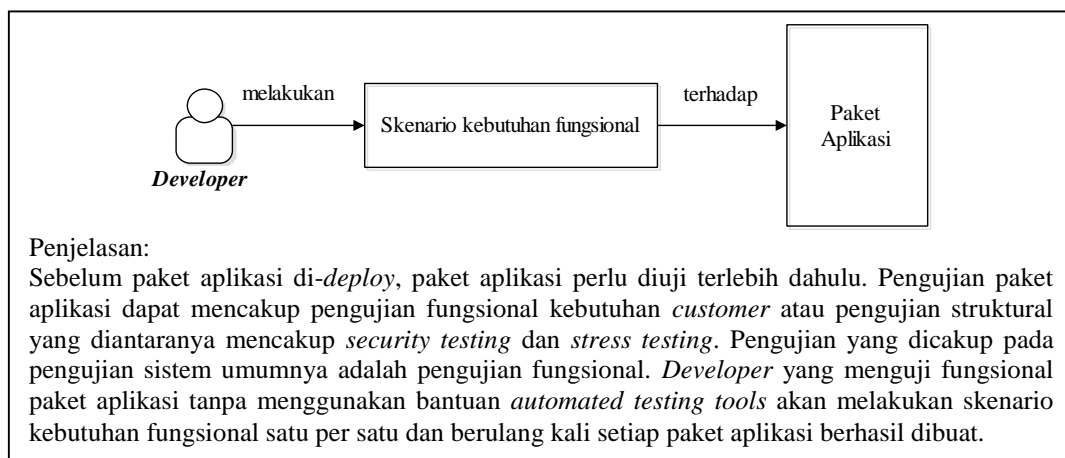 melakukan
terhadap
Skenario kebutuhan fungsional
Paket
Aplikasi
Developer
Penjelasan:
Sebelum paket aplikasi di-deploy, paket aplikasi perlu diuji terlebih dahulu. Pengujian paket
aplikasi dapat mencakup pengujian fungsional kebutuhan customer atau pengujian struktural
yang diantaranya mencakup security testing dan stress testing. Pengujian yang dicakup pada
pengujian sistem umumnya adalah pengujian fungsional. Developer yang menguji fungsional
paket aplikasi tanpa menggunakan bantuan automated testing tools akan melakukan skenario
kebutuhan fungsional satu per satu dan berulang kali setiap paket aplikasi berhasil dibuat.